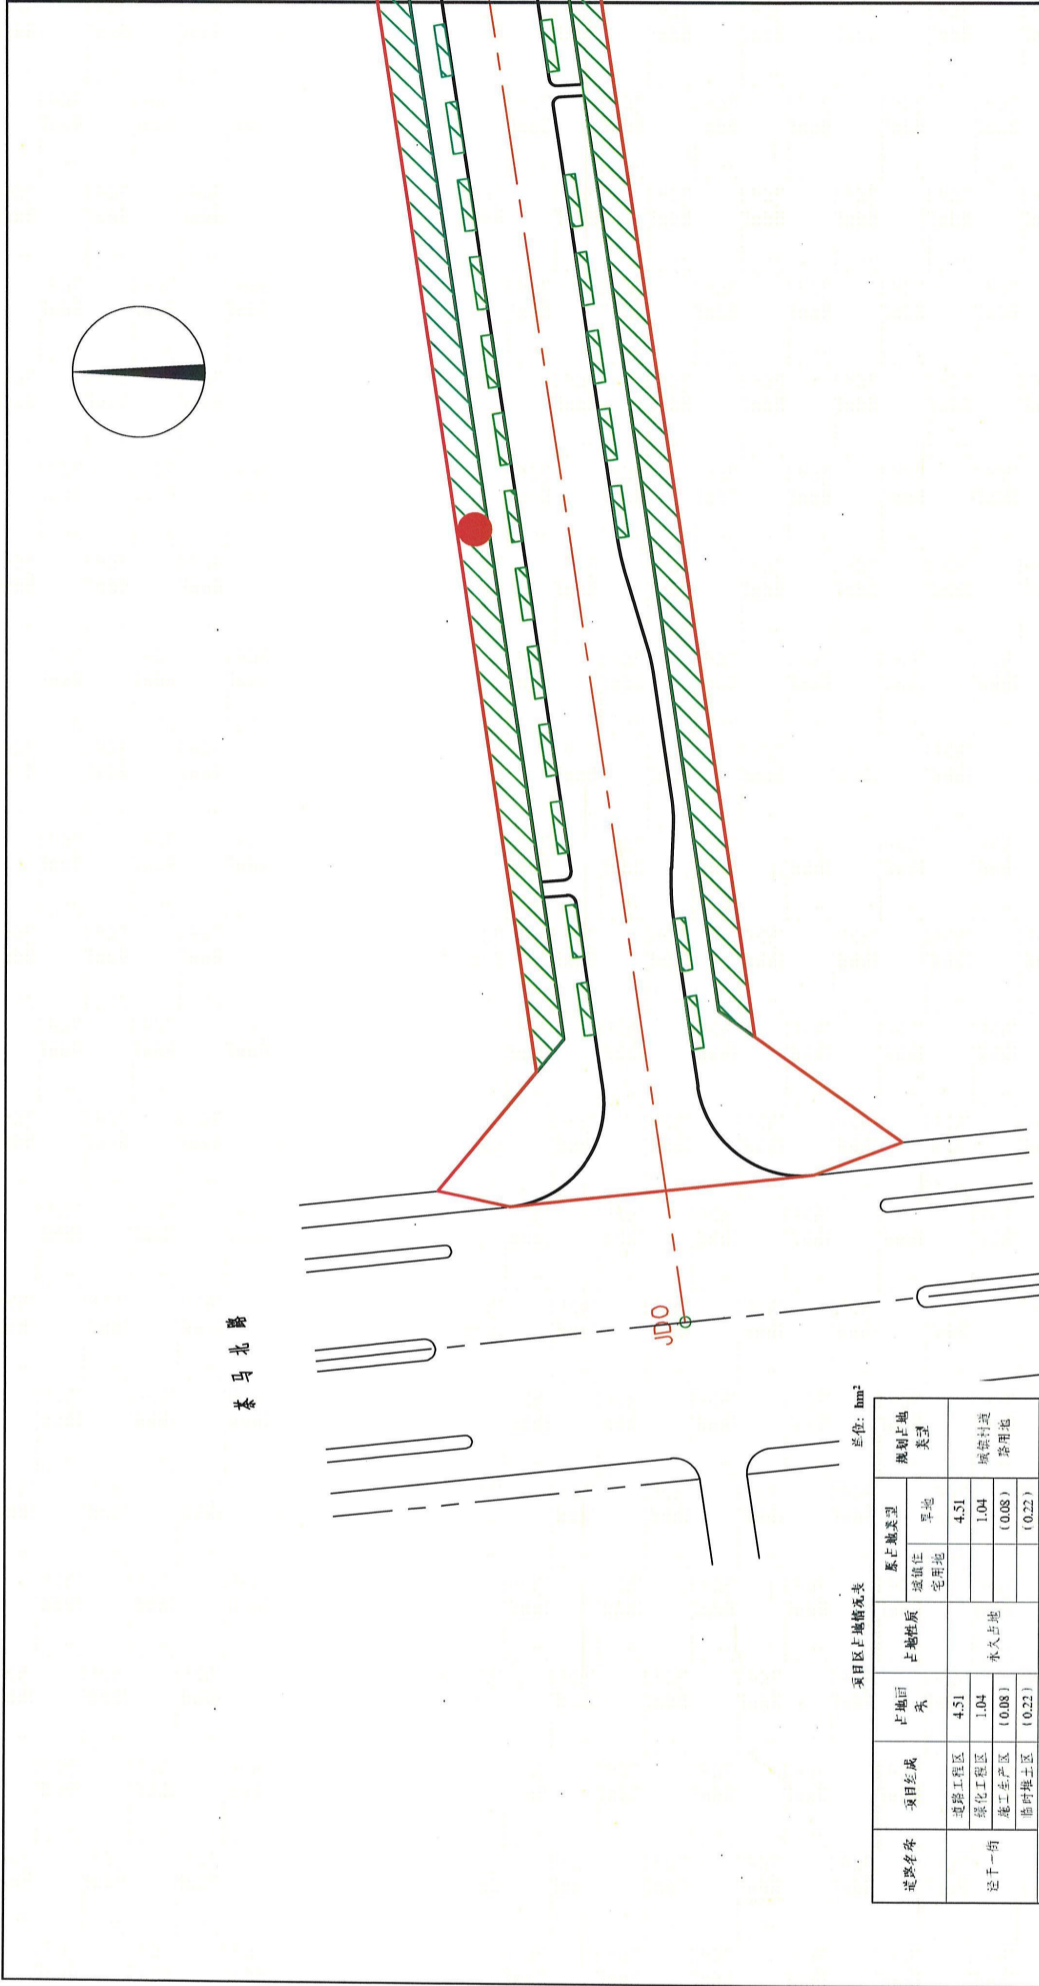 茶马北路
JD0
项目区占地情况表
单位: hm²
道路名称 项目组成 占地面积 占地性质 原占地类型 规划占地类型
城镇住宅用地 旱地
泾干一街 道路工程区 4.51 永久占地 4.51 城镇村道路用地
绿化工程区 1.04 1.04
施工生产区 (0.08) (0.08)
临时堆土区 (0.22) (0.22)